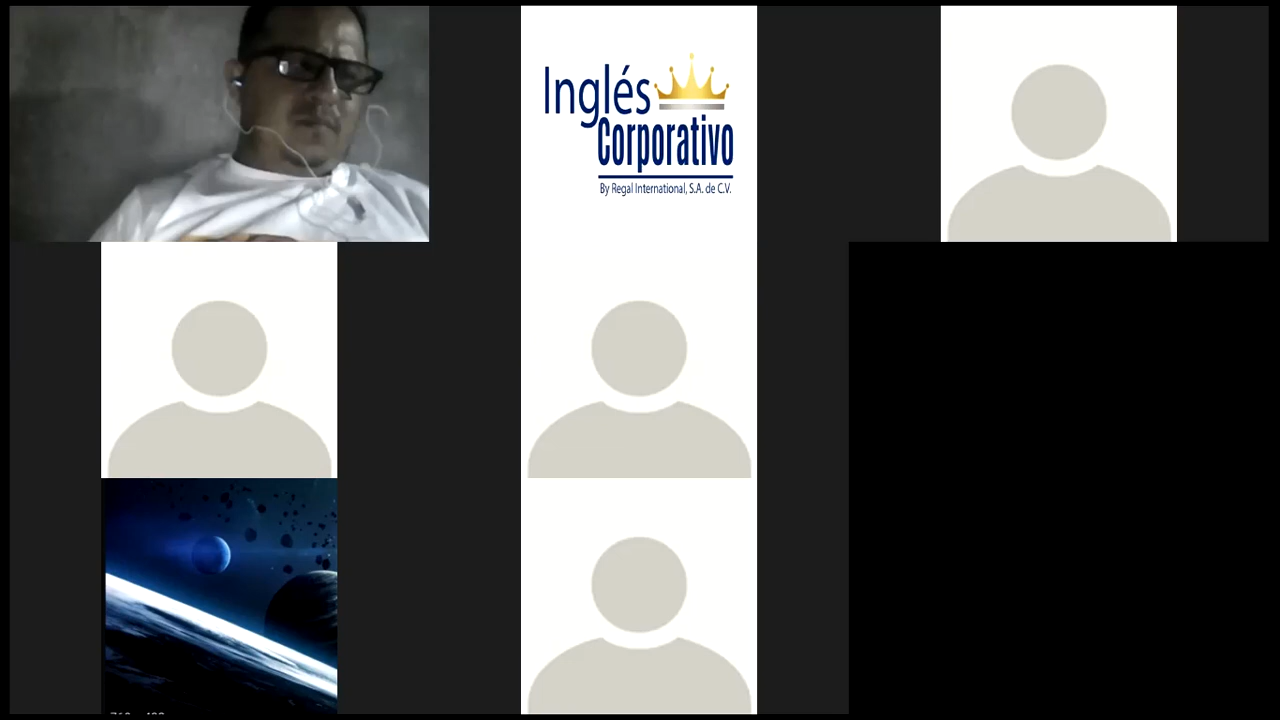 Inglés
Corporativo
By Regal International, S.A. de C.V.